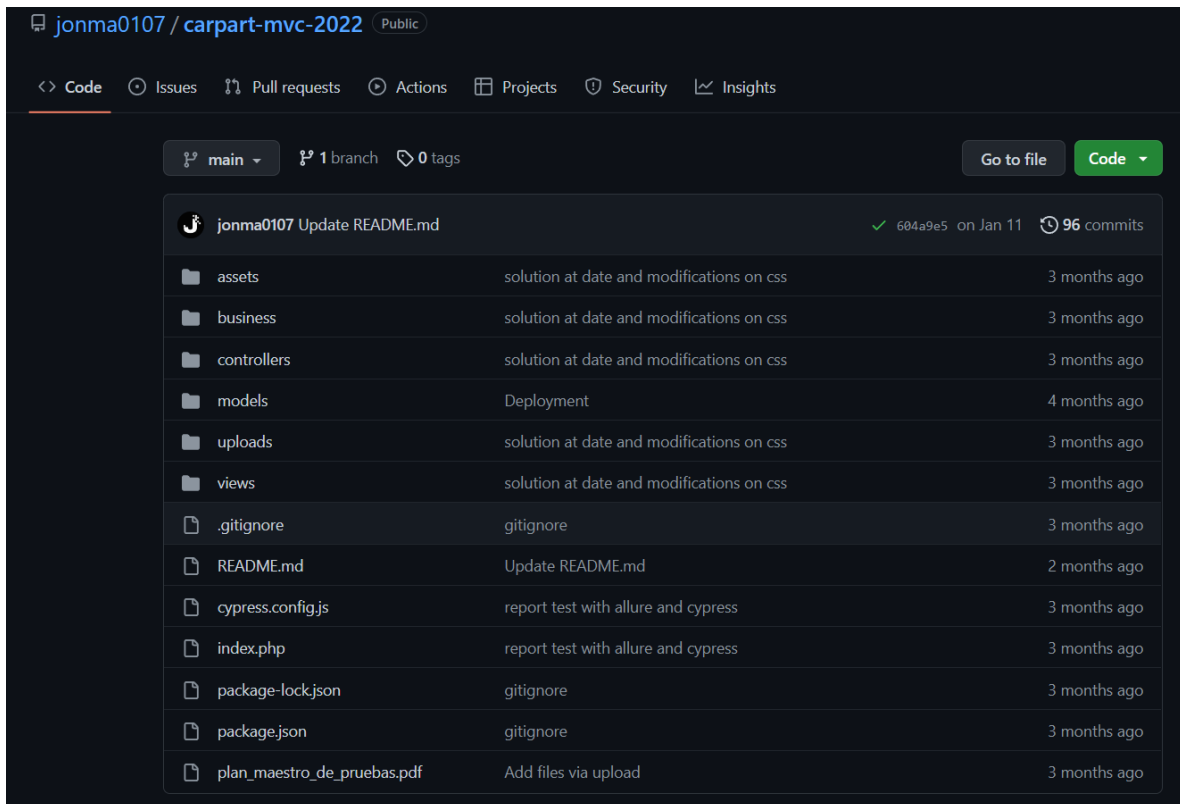 jonma0107 / carpart-mvc-2022 Public
Code Issues Pull requests Actions Projects Security Insights
main 1 branch 0 tags Go to file Code
jonma0107 Update README.md 604a9e5 on Jan 11 96 commits
assets solution at date and modifications on css 3 months ago
business solution at date and modifications on css 3 months ago
controllers solution at date and modifications on css 3 months ago
models Deployment 4 months ago
uploads solution at date and modifications on css 3 months ago
views solution at date and modifications on css 3 months ago
.gitignore gitignore 3 months ago
README.md Update README.md 2 months ago
cypress.config.js report test with allure and cypress 3 months ago
index.php report test with allure and cypress 3 months ago
package-lock.json gitignore 3 months ago
package.json gitignore 3 months ago
plan_maestro_de_pruebas.pdf Add files via upload 3 months ago